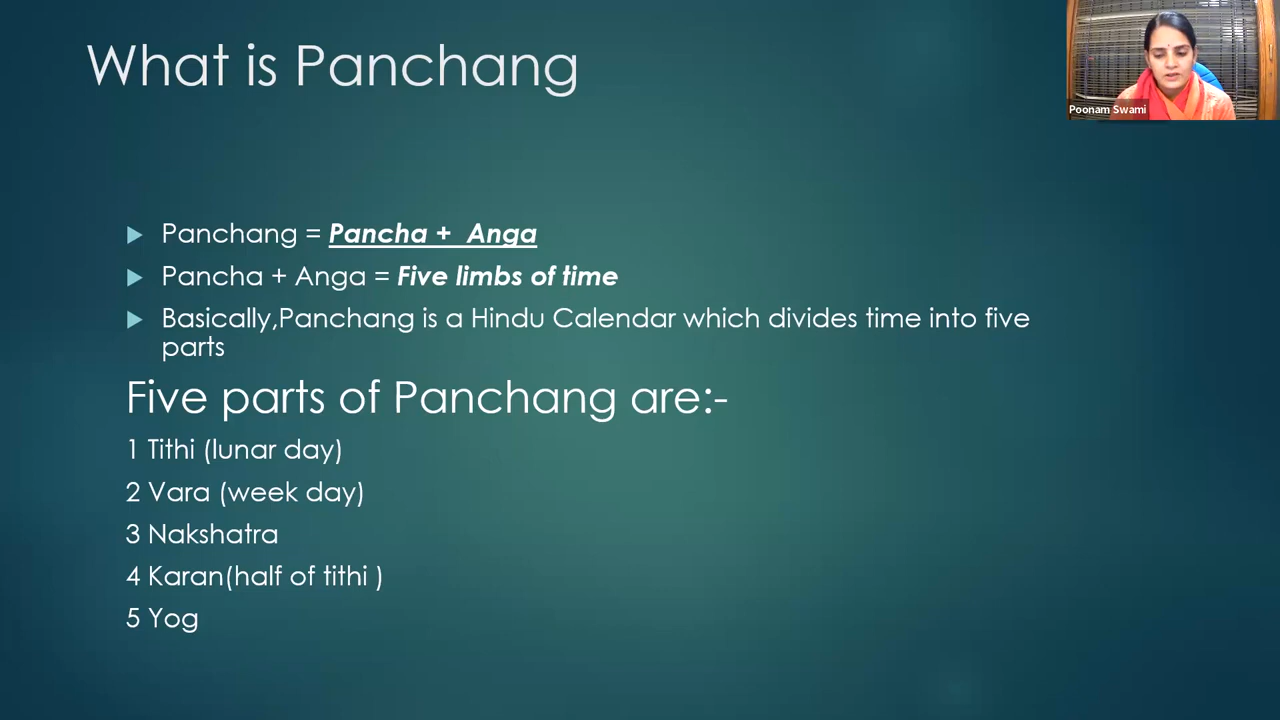 What is Panchang
Poonam Swami
Panchang = Pancha + Anga
Pancha + Anga = Five limbs of time
Basically,Panchang is a Hindu Calendar which divides time into five
parts
Five parts of Panchang are:-
1 Tithi (lunar day)
2 Vara (week day)
3 Nakshatra
4 Karan(half of tithi )
5 Yog